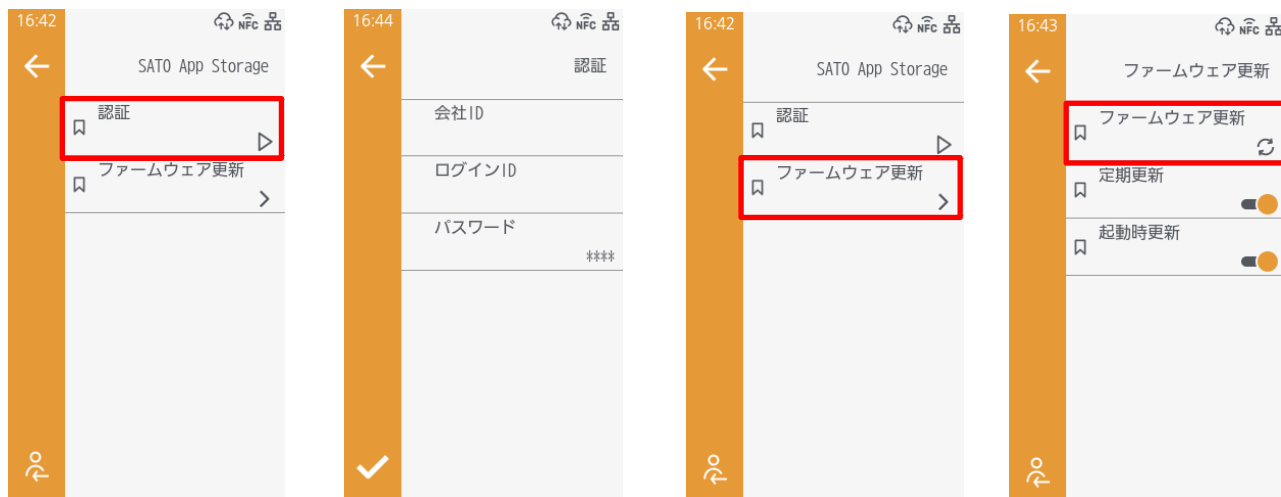 16:42
NFC
SATO App Storage
認証
ファームウェア更新
16:44
NFC
認証
会社ID
ログインID
パスワード
****
16:42
NFC
SATO App Storage
認証
ファームウェア更新
16:43
NFC
ファームウェア更新
ファームウェア更新
定期更新
起動時更新